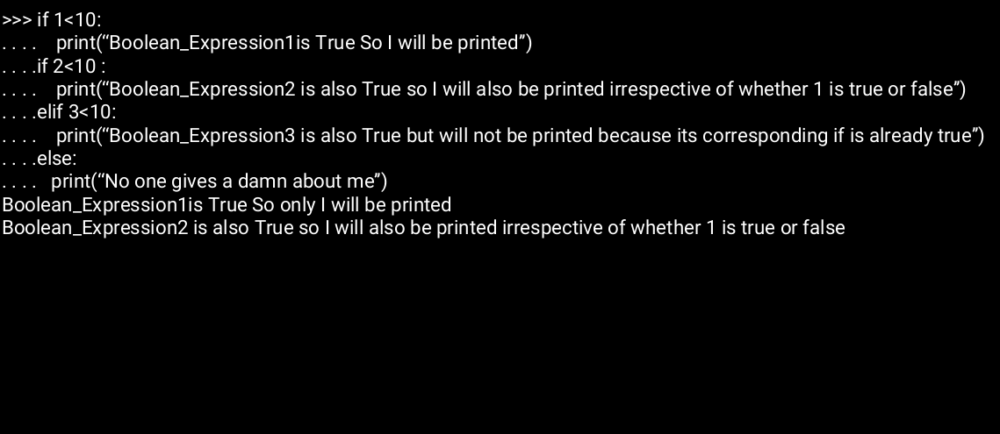 >>> if 1<10:
. . . .    print(“Boolean_Expression1is True So I will be printed”)
. . . .if 2<10 :
. . . .    print(“Boolean_Expression2 is also True so I will also be printed irrespective of whether 1 is true or false”)
. . . .elif 3<10:
. . . .    print(“Boolean_Expression3 is also True but will not be printed because its corresponding if is already true”)
. . . .else:
. . . .   print(“No one gives a damn about me”)
Boolean_Expression1is True So only I will be printed
Boolean_Expression2 is also True so I will also be printed irrespective of whether 1 is true or false